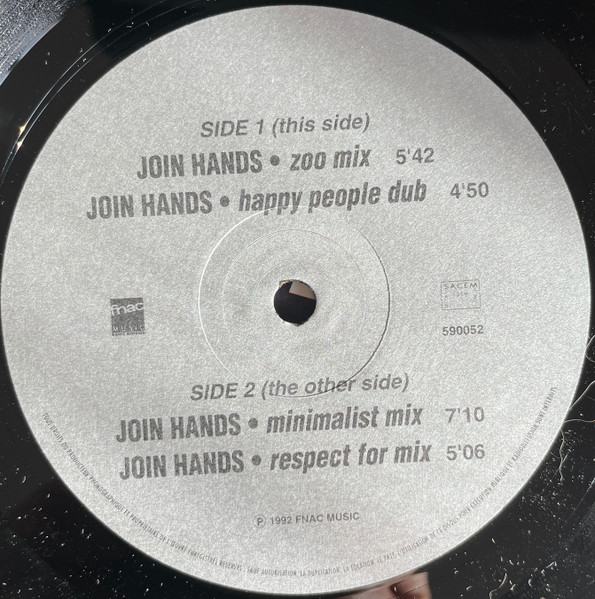 SIDE 1 (this side)
JOIN HANDS • zoo mix 5'42
JOIN HANDS • happy people dub 4'50
fnac
MUSIC
SACEM
590052
SIDE 2 (the other side)
JOIN HANDS • minimalist mix 7'10
JOIN HANDS • respect for mix 5'06
℗ 1992 FNAC MUSIC